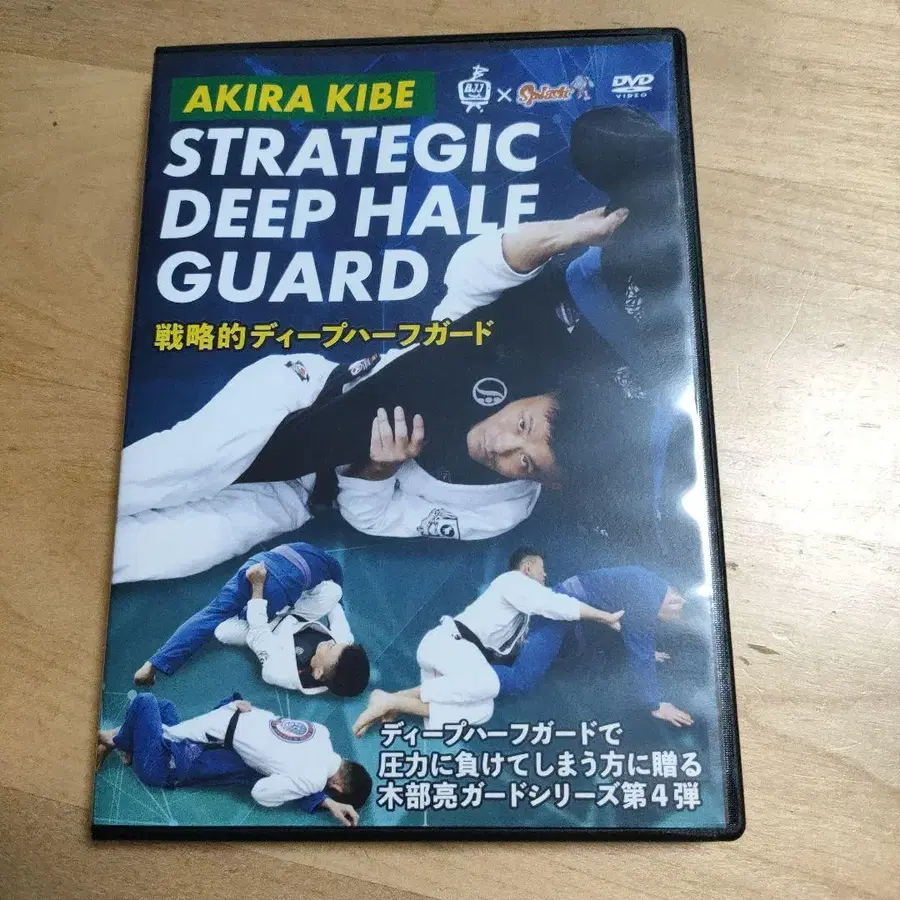 AKIRA KIBE
BJJ × Splash
DVD
VIDEO
STRATEGIC
DEEP HALF
GUARD
戦略的ディープハーフガード
ディープハーフガードで
圧力に負けてしまう方に贈る
木部亮ガードシリーズ第4弾